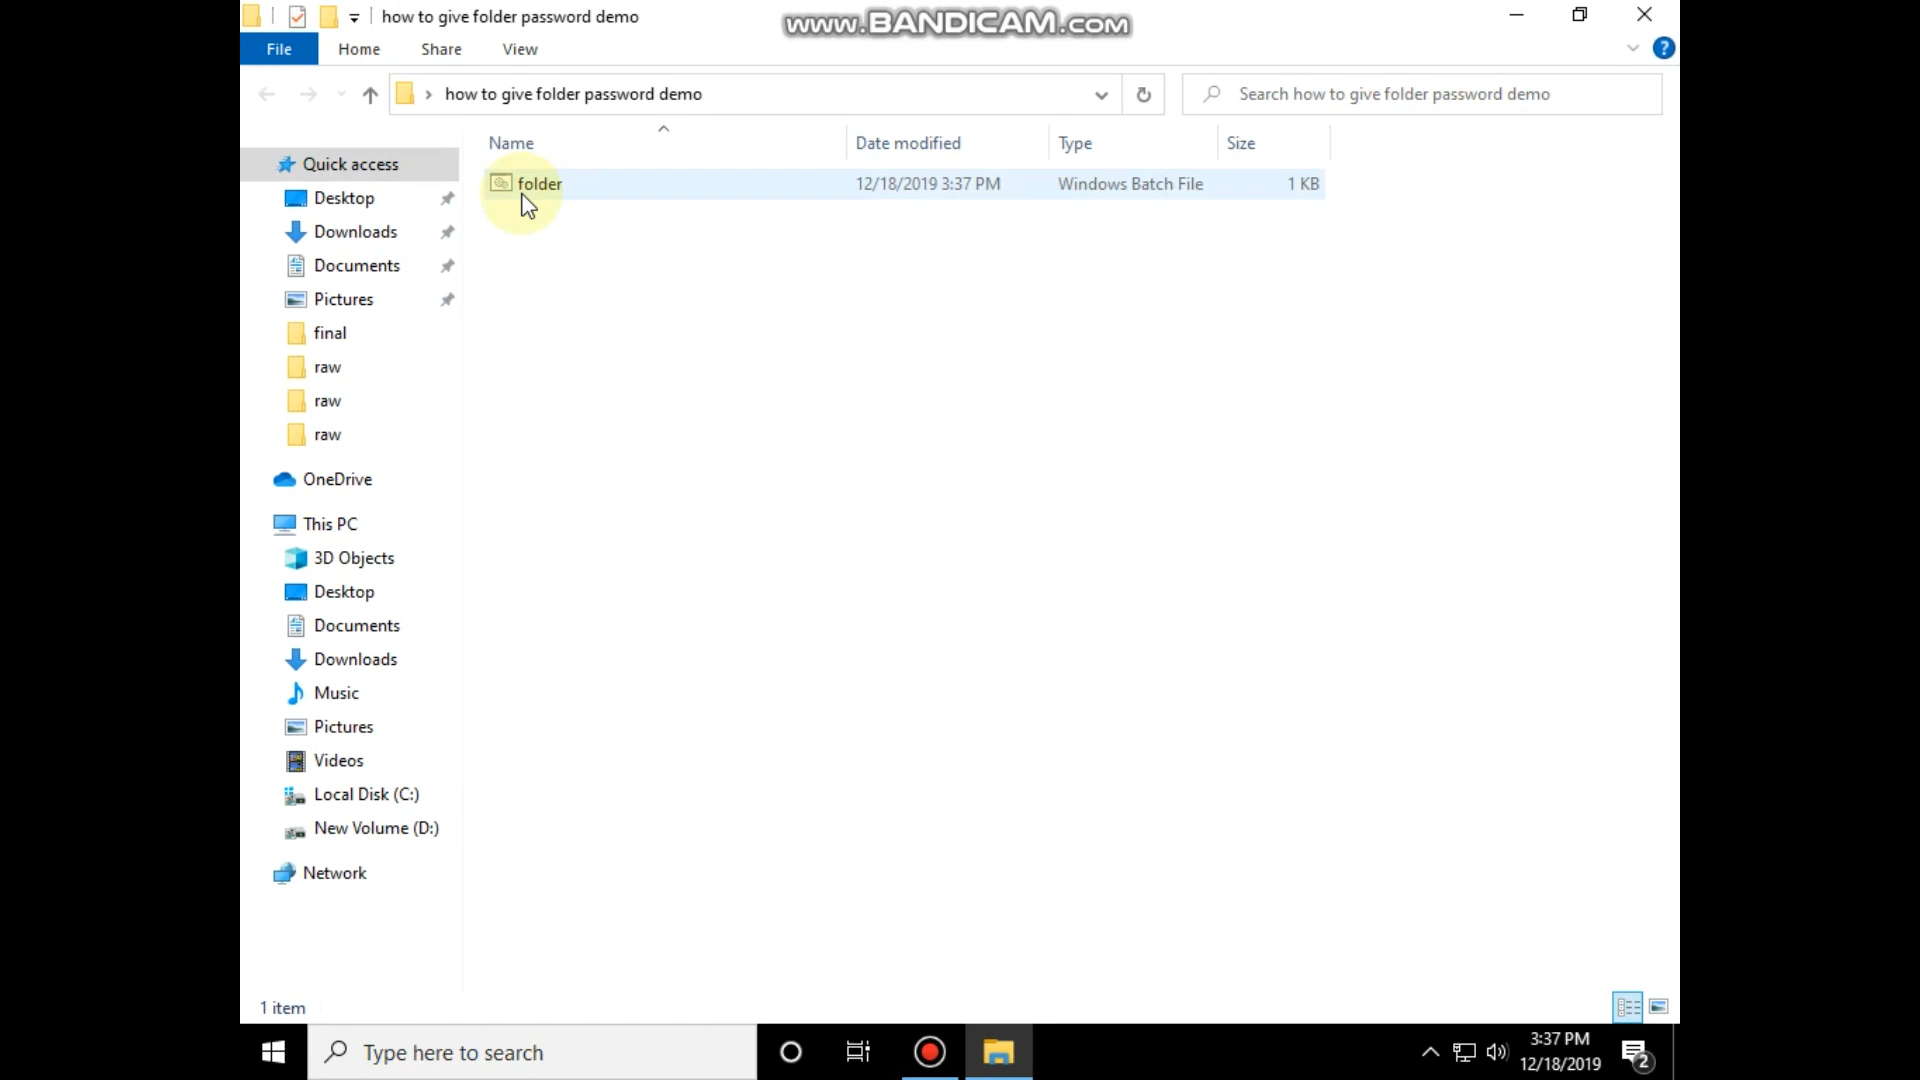 how to give folder password demo
www.BANDICAM.com
File Home Share View
?
how to give folder password demo
Search how to give folder password demo
Name Date modified Type Size
folder 12/18/2019 3:37 PM Windows Batch File 1 KB
Quick access
Desktop
Downloads
Documents
Pictures
final
raw
raw
raw
OneDrive
This PC
3D Objects
Desktop
Documents
Downloads
Music
Pictures
Videos
Local Disk (C:)
New Volume (D:)
Network
1 item
Type here to search
3:37 PM
12/18/2019
2